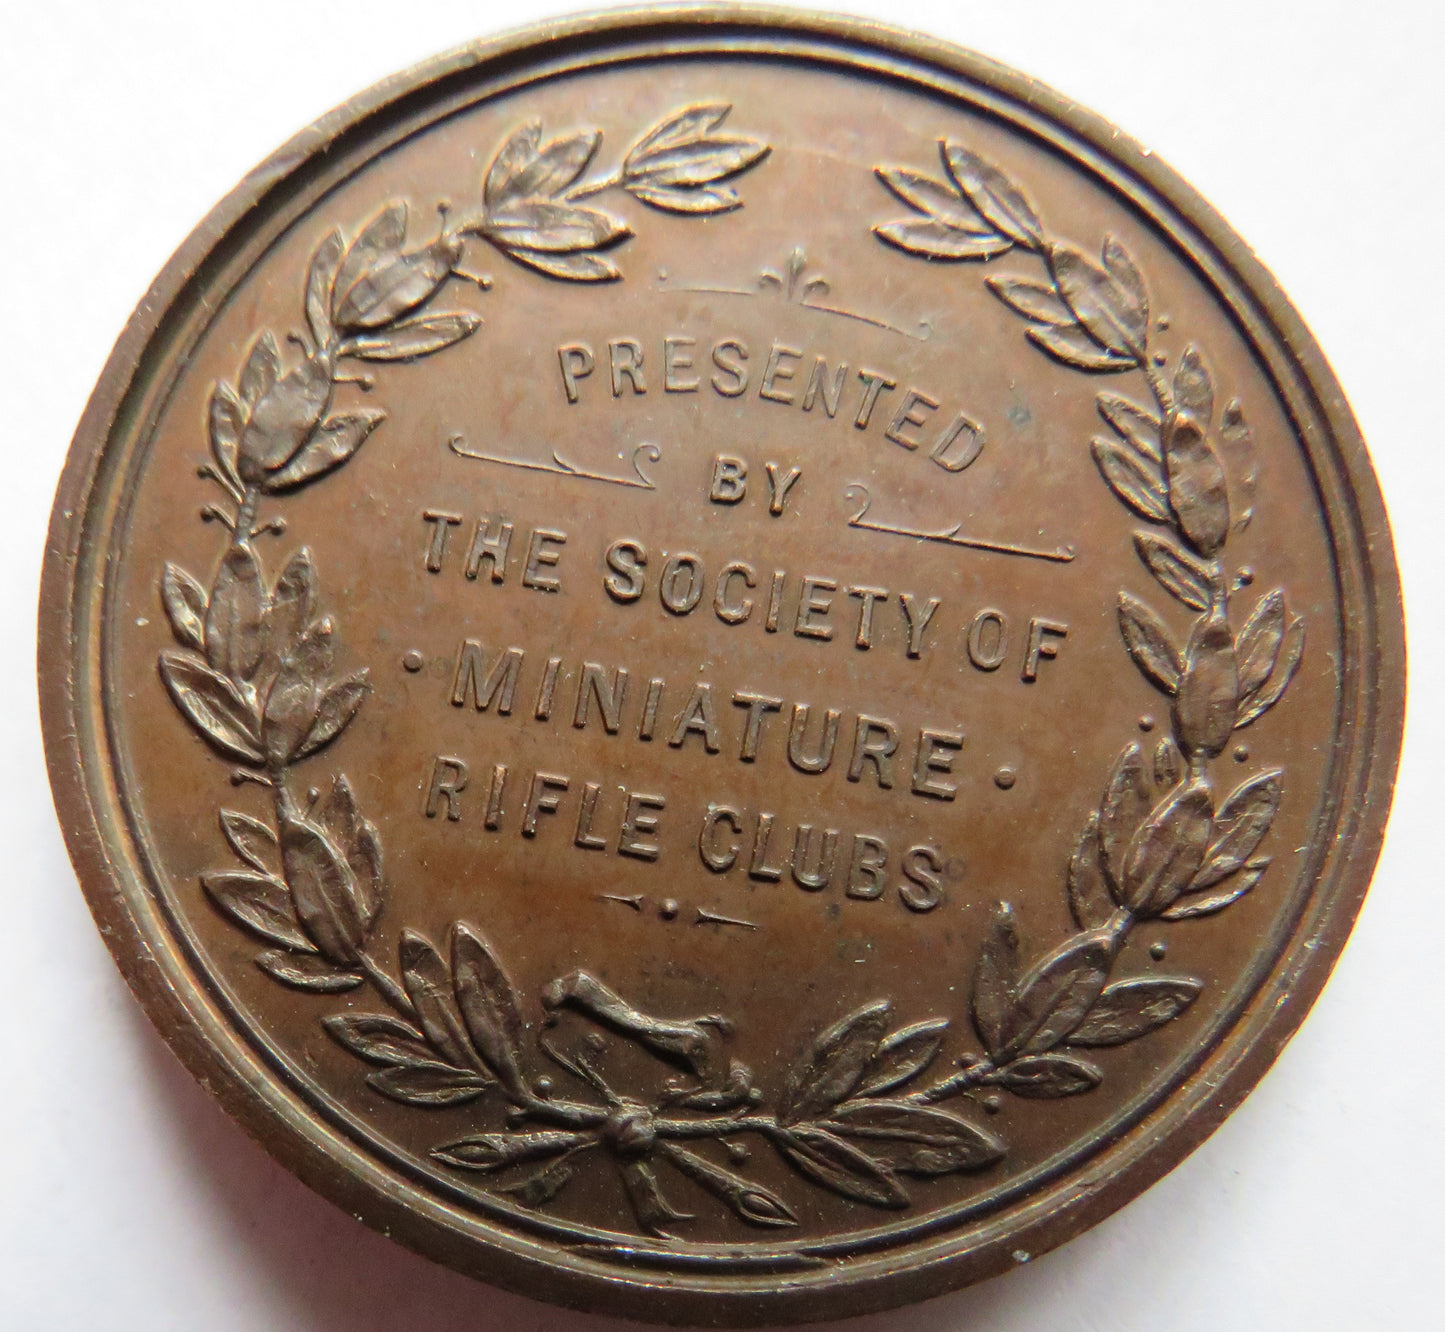 PRESENTED
BY
THE SOCIETY OF
· MINIATURE ·
RIFLE CLUBS